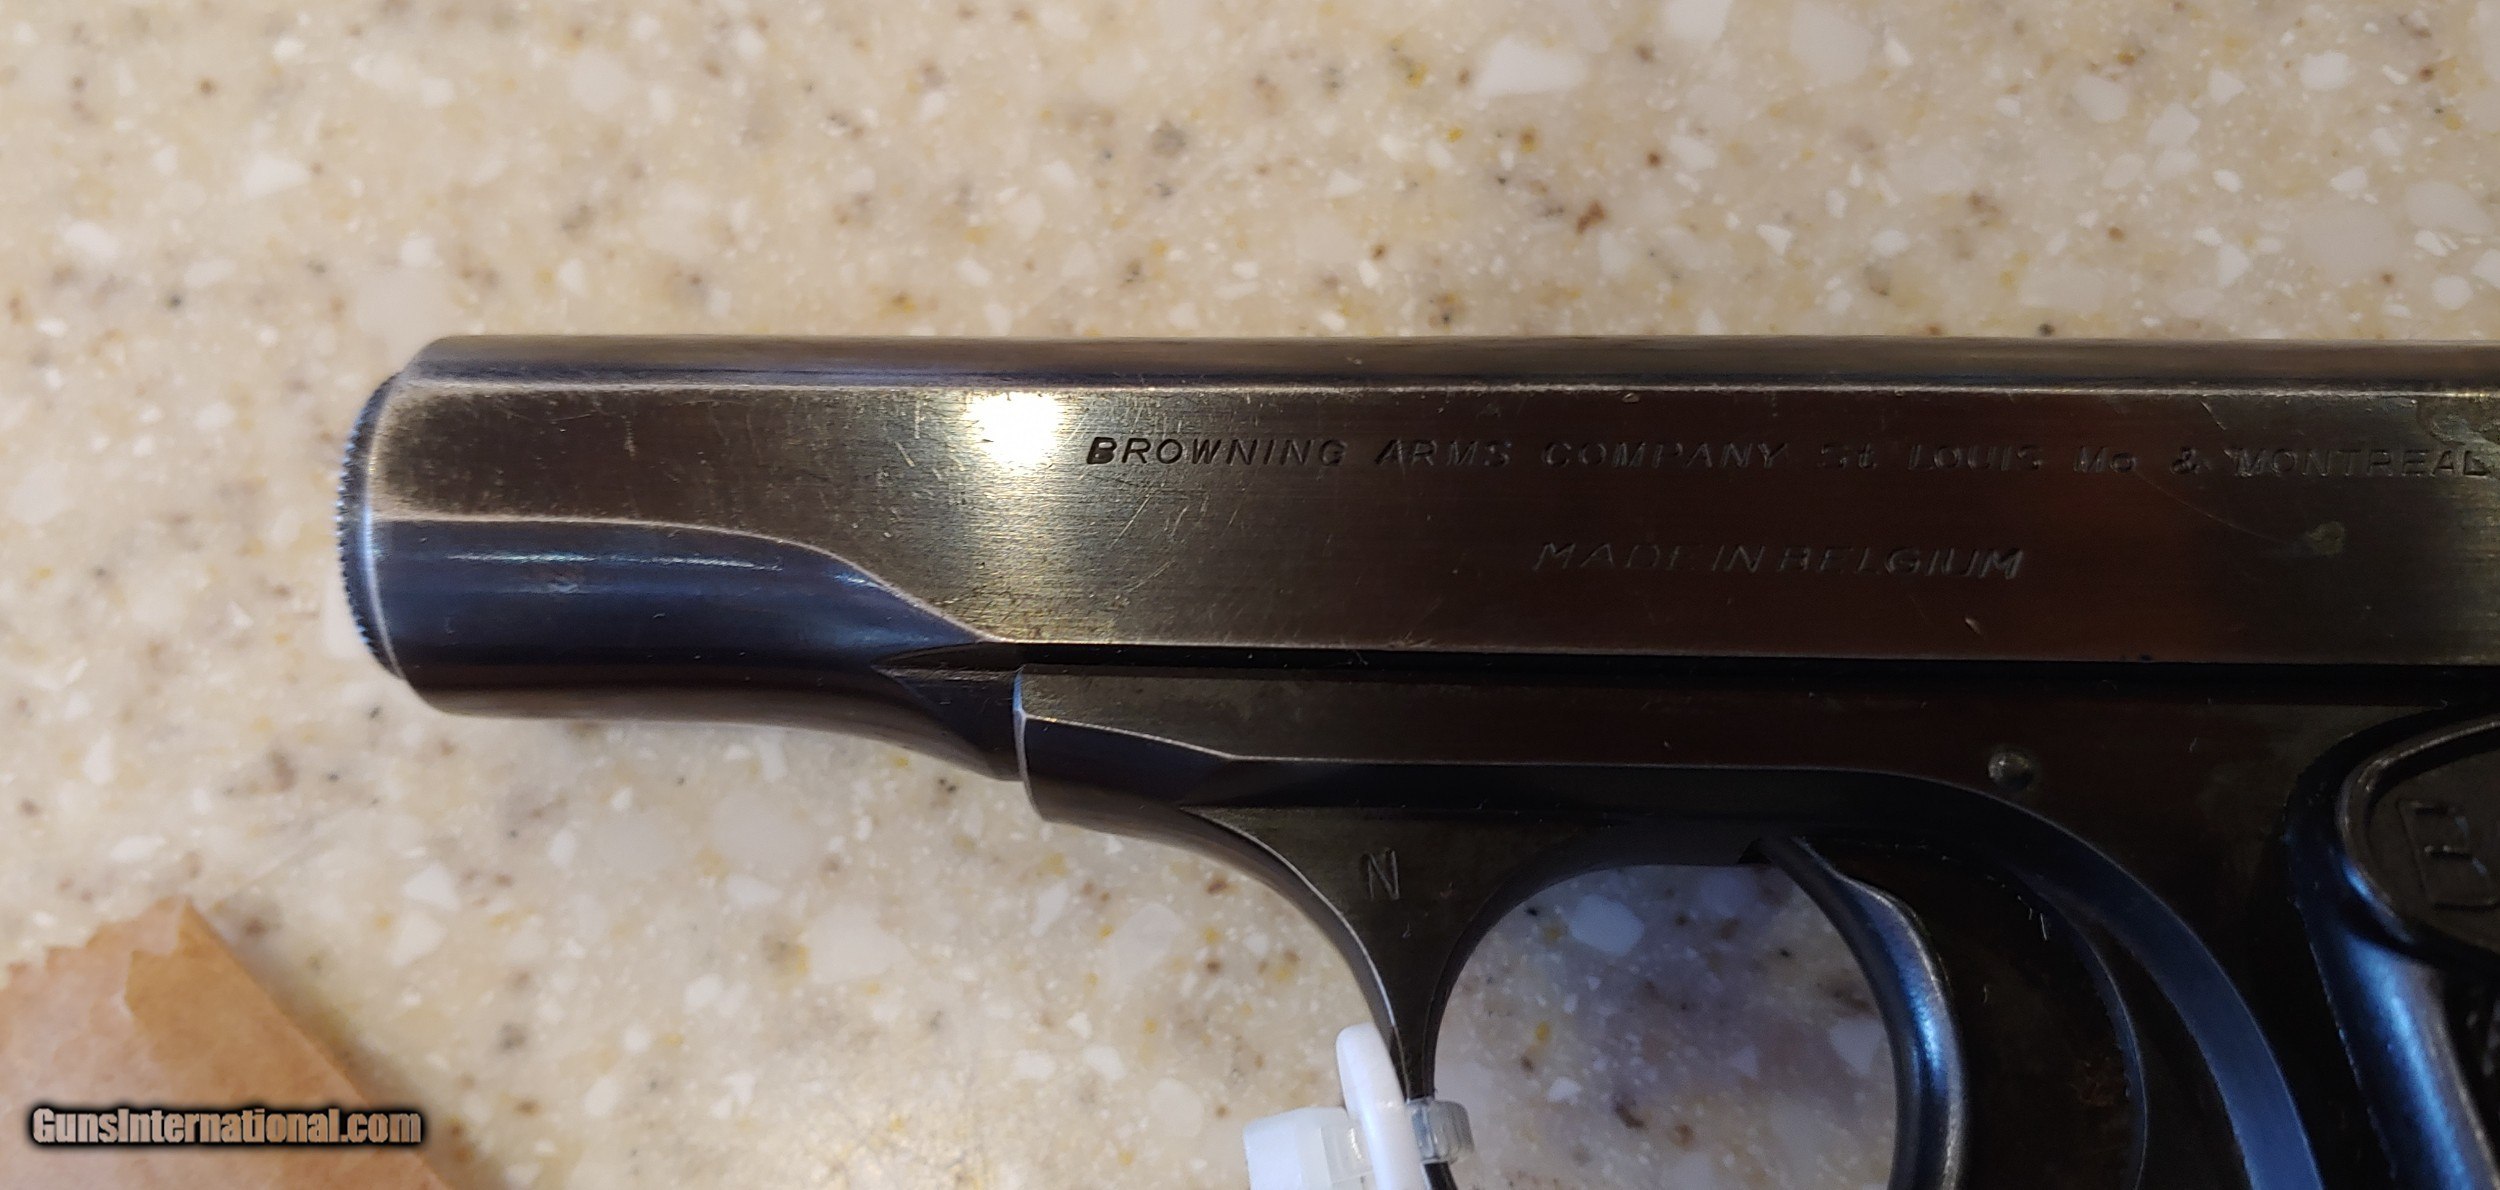 BROWNING ARMS COMPANY St LOUIS Mo & MONTREAL
MADE IN BELGIUM
N
B
GunsInternational.com